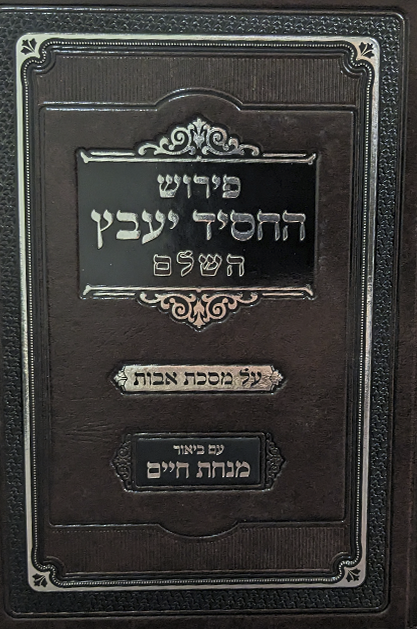 פירוש
החסיד יעבץ
השלם
על מסכת אבות
עם ביאור
מנחת חיים